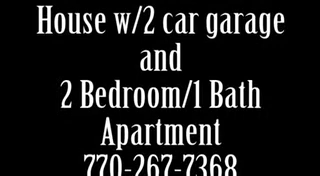 House w/2 car garage
and
2 Bedroom/1 Bath
Apartment
770-267-7368